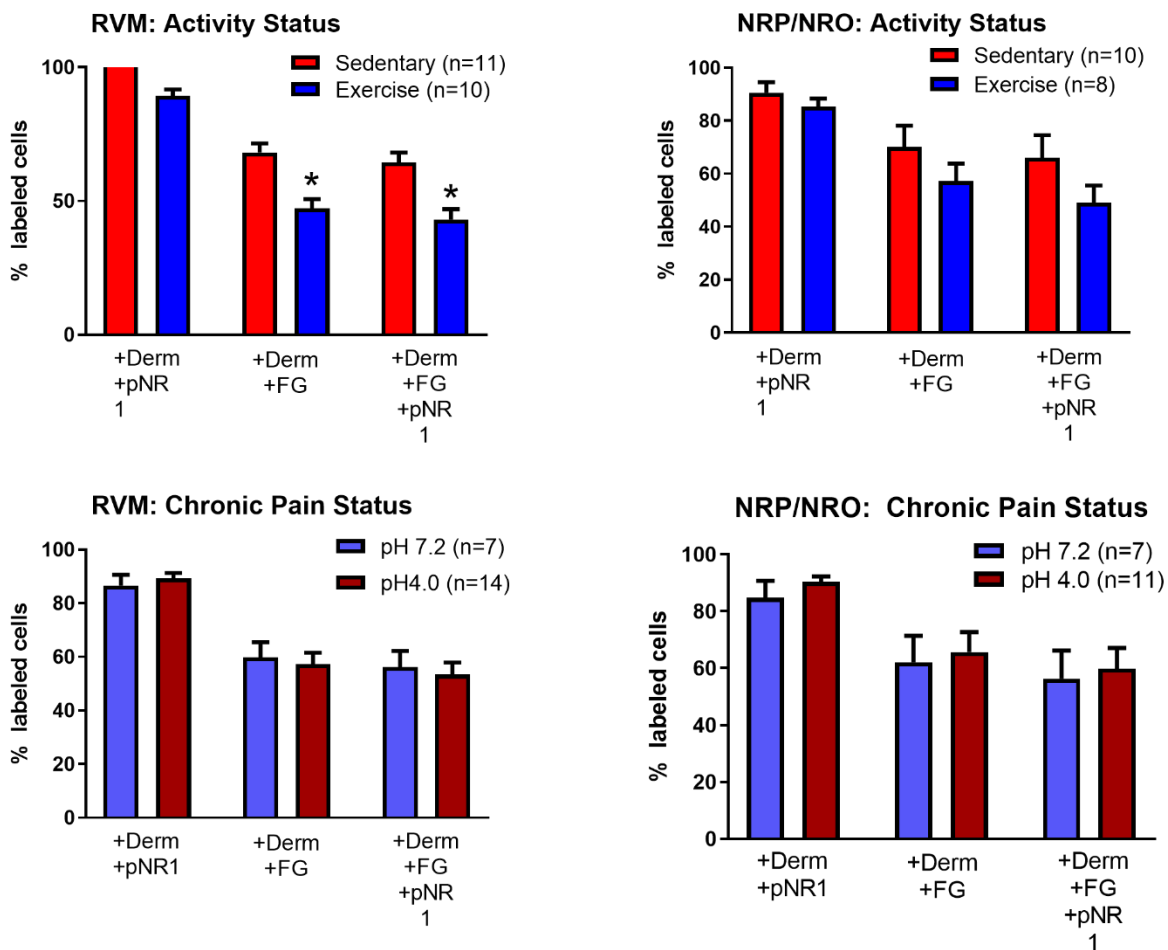 RVM: Activity Status
Sedentary (n=11)
Exercise (n=10)
% labeled cells
100
50
0
*
*
+Derm
+pNR
1
+Derm
+FG
+Derm
+FG
+pNR
1
NRP/NRO: Activity Status
Sedentary (n=10)
Exercise (n=8)
% labeled cells
100
80
60
40
20
0
+Derm
+pNR
1
+Derm
+FG
+Derm
+FG
+pNR
1
RVM: Chronic Pain Status
pH 7.2 (n=7)
pH4.0 (n=14)
% labeled cells
100
80
60
40
20
0
+Derm
+pNR1
+Derm
+FG
+Derm
+FG
+pNR
1
NRP/NRO: Chronic Pain Status
pH 7.2 (n=7)
pH 4.0 (n=11)
% labeled cells
100
80
60
40
20
0
+Derm
+pNR1
+Derm
+FG
+Derm
+FG
+pNR
1